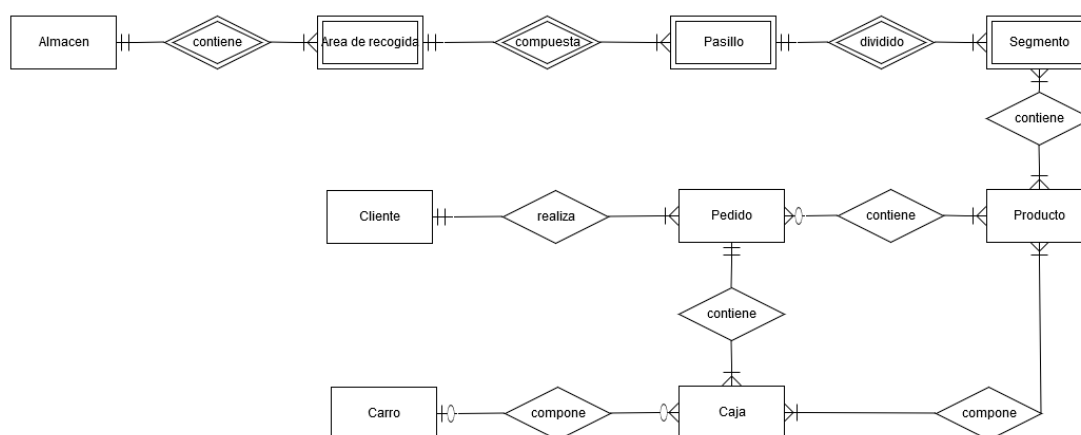 Almacen
contiene
Area de recogida
compuesta
Pasillo
dividido
Segmento
contiene
Cliente
realiza
Pedido
contiene
Producto
contiene
Carro
compone
Caja
compone